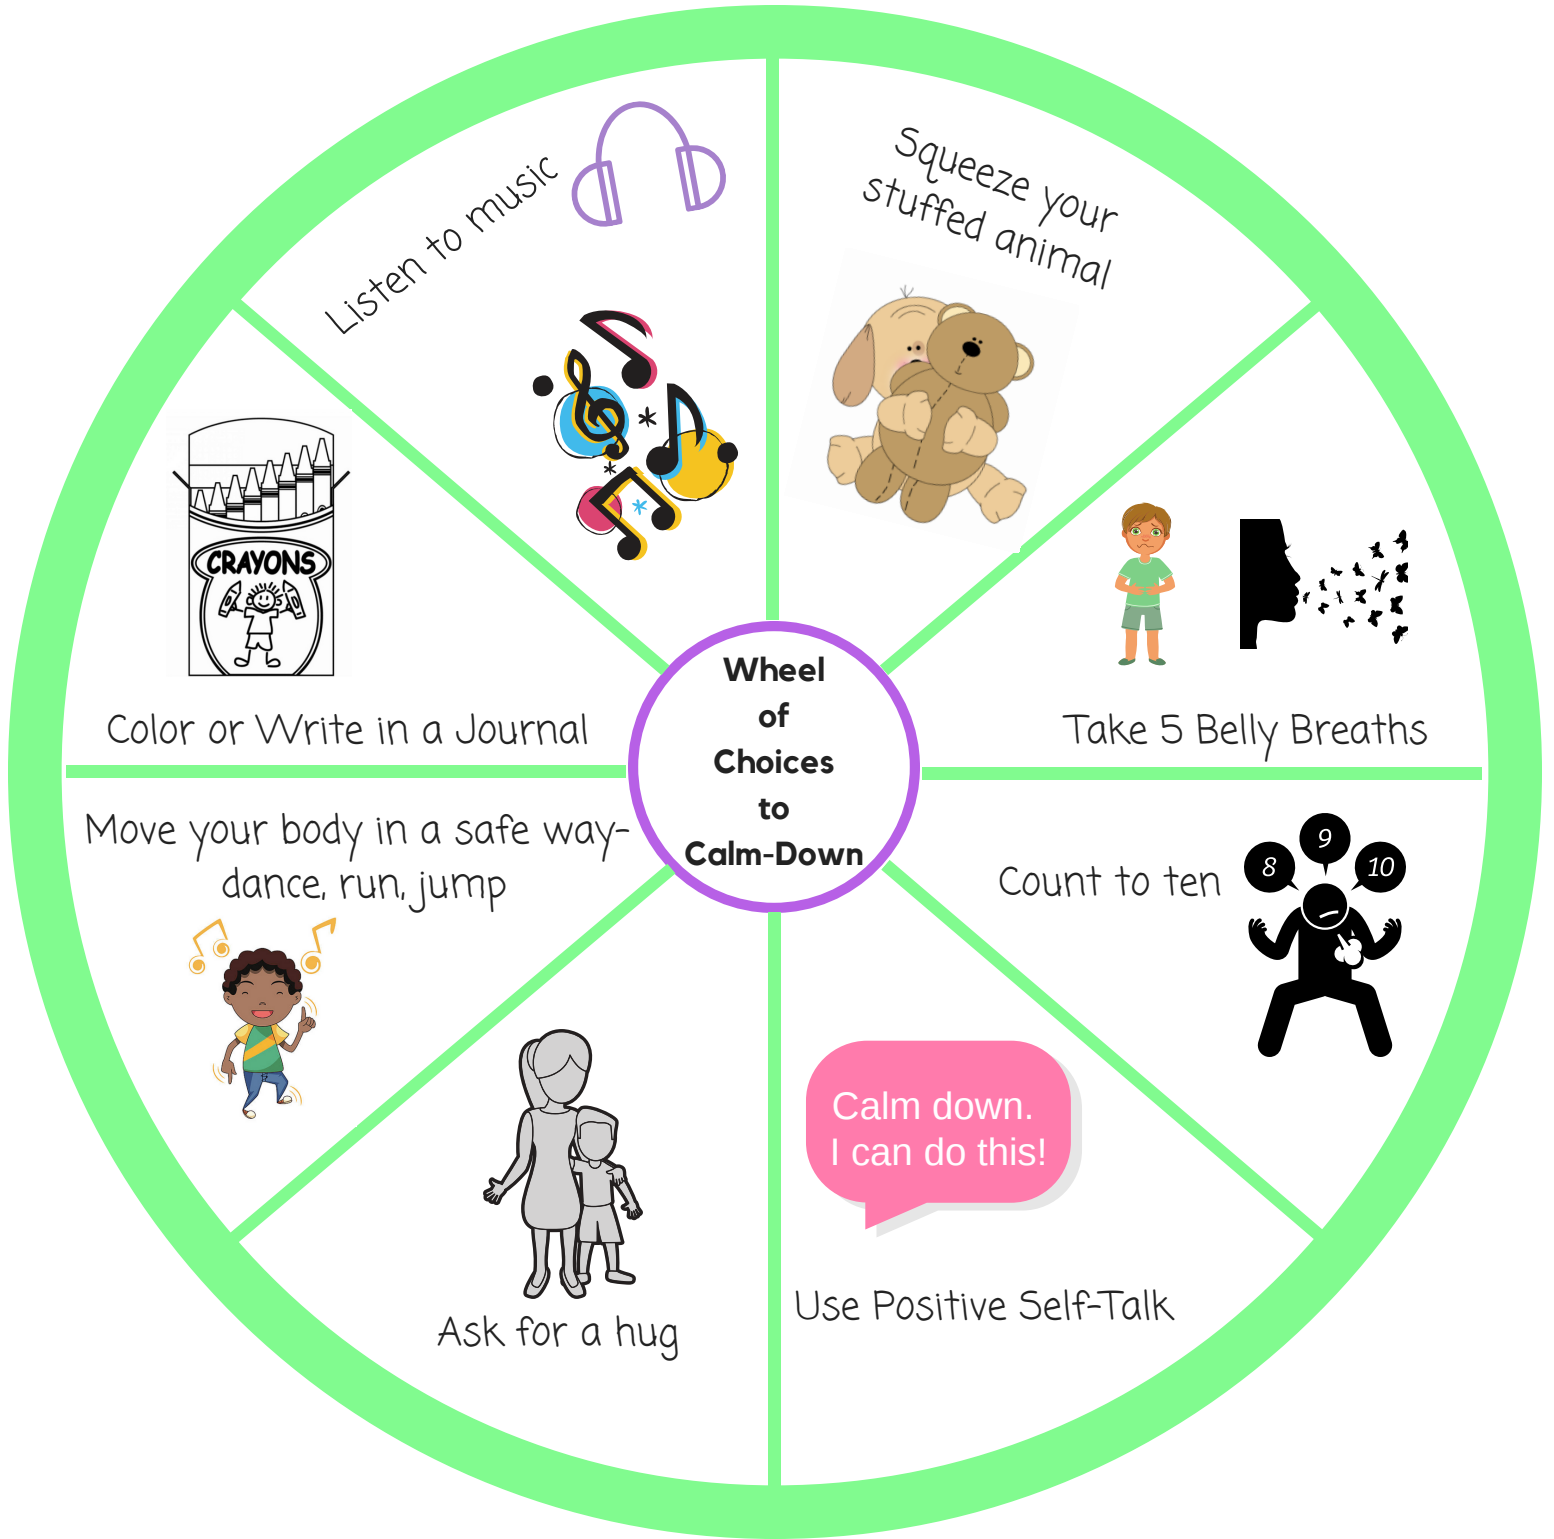 Wheel
of
Choices
to
Calm-Down
Squeeze your
stuffed animal
Take 5 Belly Breaths
Count to ten
8
9
10
Calm down.
I can do this!
Use Positive Self-Talk
Ask for a hug
Move your body in a safe way-
dance, run, jump
Color or Write in a Journal
CRAYONS
Listen to music